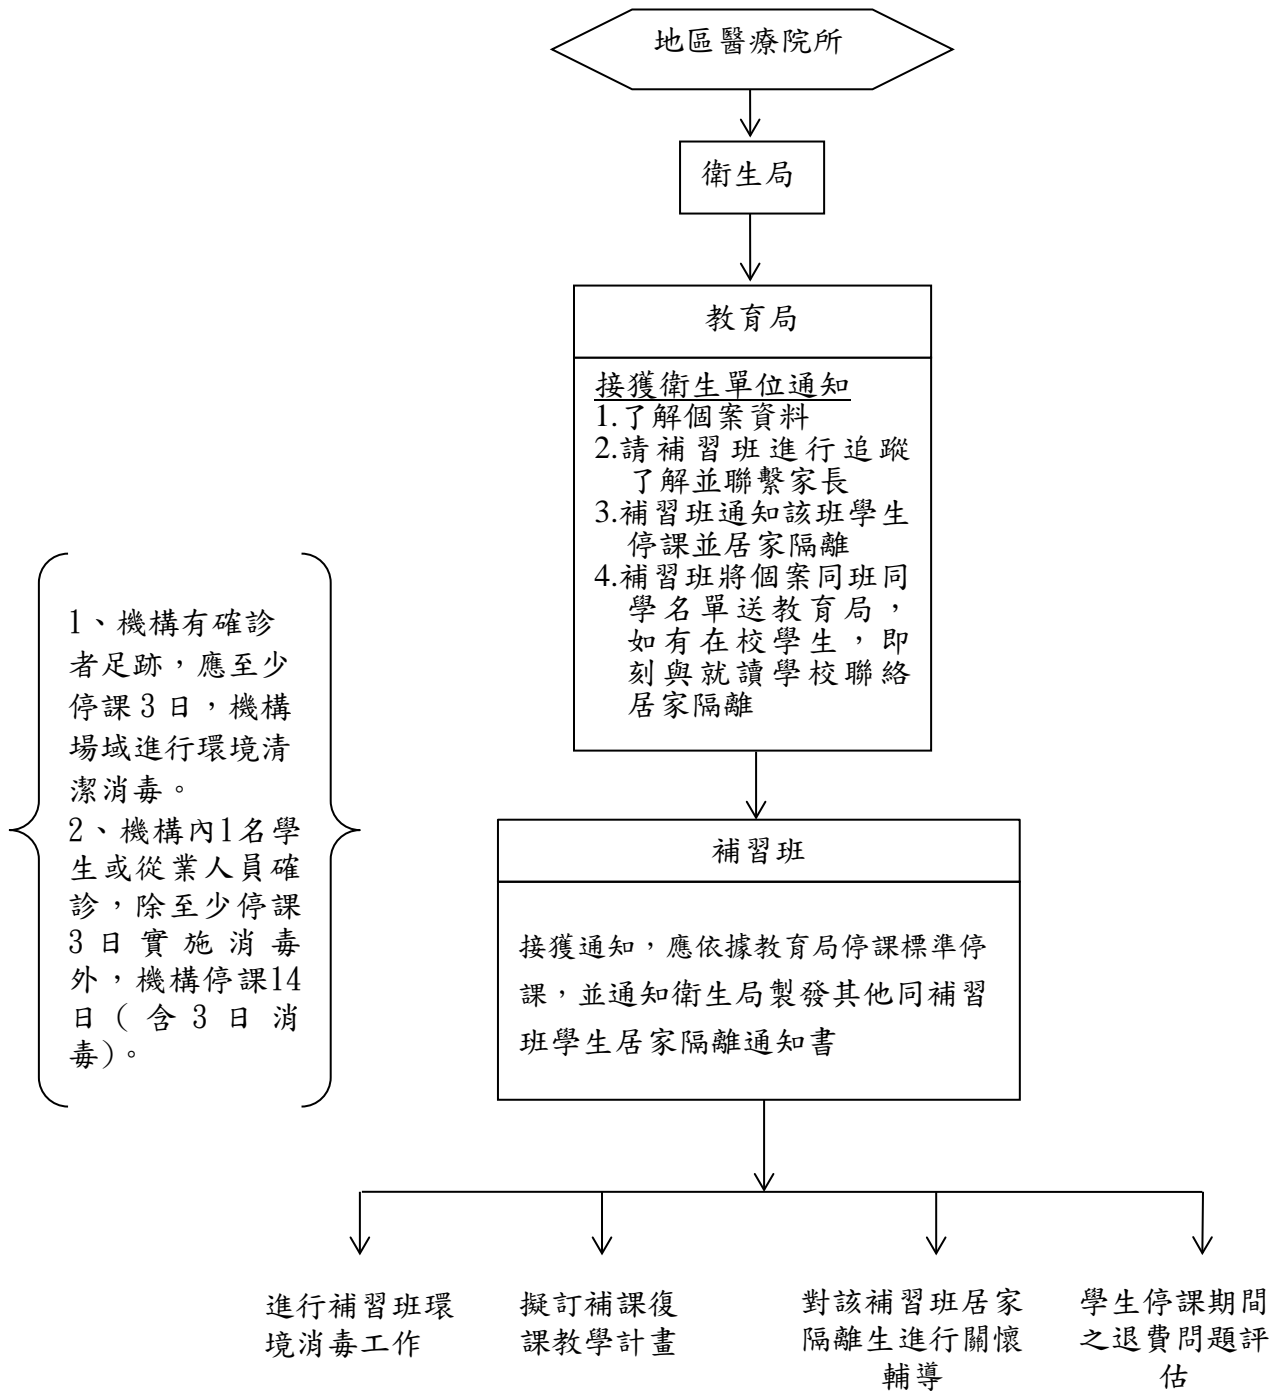 地區醫療院所
衛生局
教育局
接獲衛生單位通知
1.了解個案資料
2.請補習班進行追蹤
了解並聯繫家長
3.補習班通知該班學生
停課並居家隔離
4.補習班將個案同班同
學名單送教育局，
如有在校學生，即
刻與就讀學校聯絡
居家隔離
1、機構有確診
者足跡，應至少
停課3日，機構
場域進行環境清
潔消毒。
2、機構內1名學
生或從業人員確
診，除至少停課
3日實施消毒
外，機構停課14
日(含3日消
毒)。
補習班
接獲通知，應依據教育局停課標準停
課，並通知衛生局製發其他同補習
班學生居家隔離通知書
進行補習班環
境消毒工作
擬訂補課復
課教學計畫
對該補習班居家
隔離生進行關懷
輔導
學生停課期間
之退費問題評
估